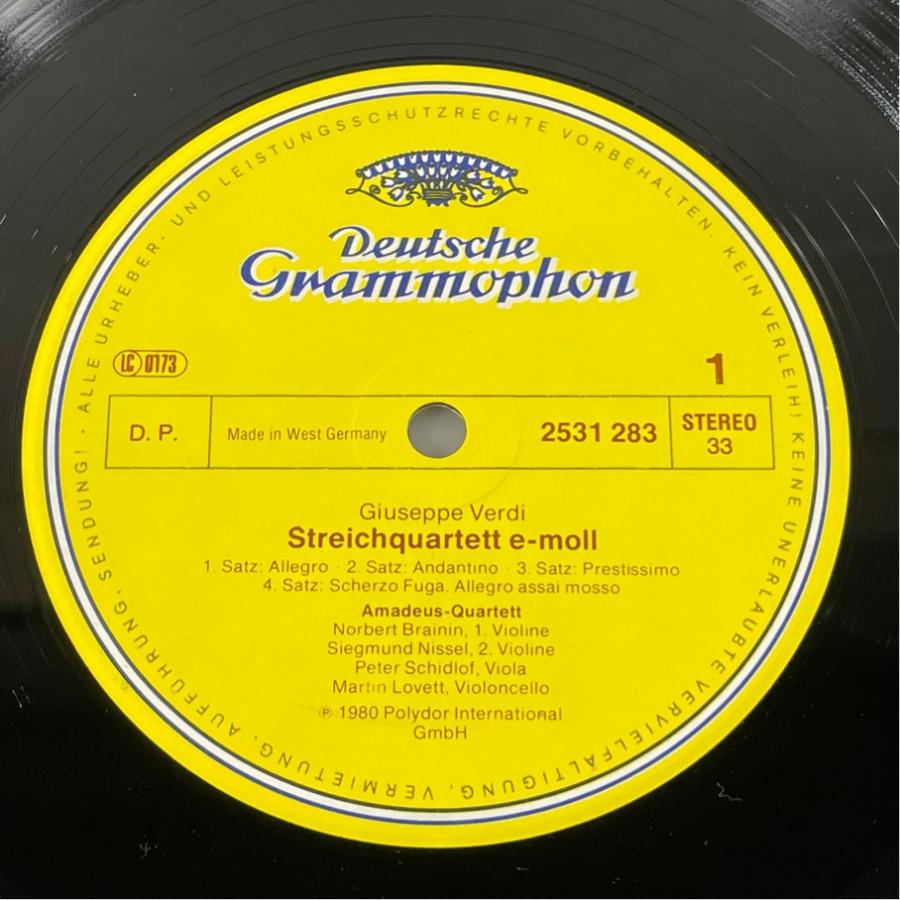 ALLE URHEBER- UND LEISTUNGSSCHUTZRECHTE VORBEHALTEN. KEIN VERLEIH! KEINE UNERLAUBTE VERVIELFÄLTIGUNG, VERMIETUNG, AUFFÜHRUNG, SENDUNG! ·
Deutsche
Grammophon
LC 0173
1
D. P.
Made in West Germany
2531 283
STEREO
33
Giuseppe Verdi
Streichquartett e-moll
1. Satz: Allegro · 2. Satz: Andantino · 3. Satz: Prestissimo
4. Satz: Scherzo Fuga. Allegro assai mosso
Amadeus-Quartett
Norbert Brainin, 1. Violine
Siegmund Nissel, 2. Violine
Peter Schidlof, Viola
Martin Lovett, Violoncello
℗ 1980 Polydor International
GmbH